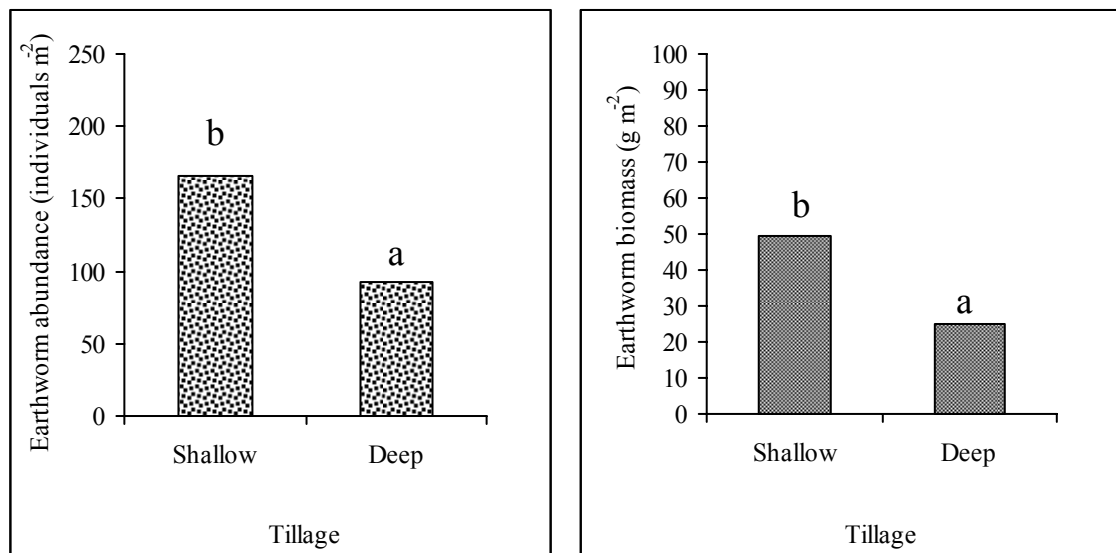 Earthworm abundance (individuals m-2)
250
200
150
100
50
0
b
a
Shallow
Deep
Tillage
Earthworm biomass (g m-2)
100
90
80
70
60
50
40
30
20
10
0
b
a
Shallow
Deep
Tillage